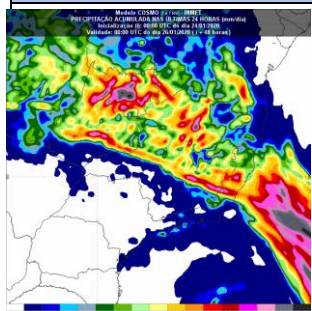 Modelo COSMO
PRECIPITAÇÃO ACUMULADA NAS ÚLTIMAS 24 HORAS (mm/dia)
Inicialização 00:00 UTC do dia 24/01/2020
Validade: 00:00 UTC do dia 26/01/2020 ( + 48 horas)